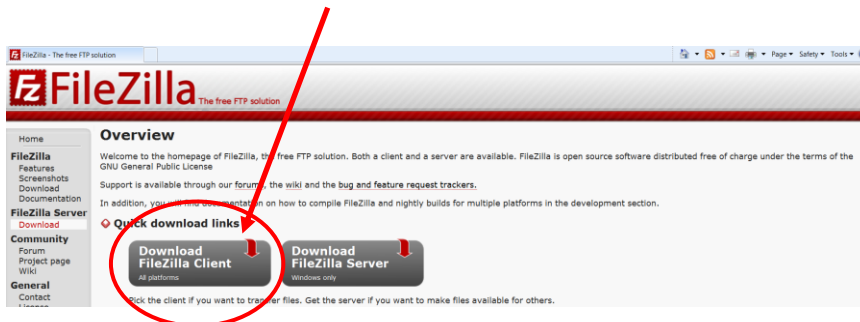 FileZilla - The free FTP solution
Page Safety Tools
FileZilla The free FTP solution
Home
FileZilla
Features
Screenshots
Download
Documentation
FileZilla Server
Download
Community
Forum
Project page
Wiki
General
Contact
License
Overview
Welcome to the homepage of FileZilla, the free FTP solution. Both a client and a server are available. FileZilla is open source software distributed free of charge under the terms of the
GNU General Public License
Support is available through our forums, the wiki and the bug and feature request trackers.
In addition, you will find documentation on how to compile FileZilla and nightly builds for multiple platforms in the development section.
Quick download links
Download
FileZilla Client
All platforms
Download
FileZilla Server
Windows only
Pick the client if you want to transfer files. Get the server if you want to make files available for others.